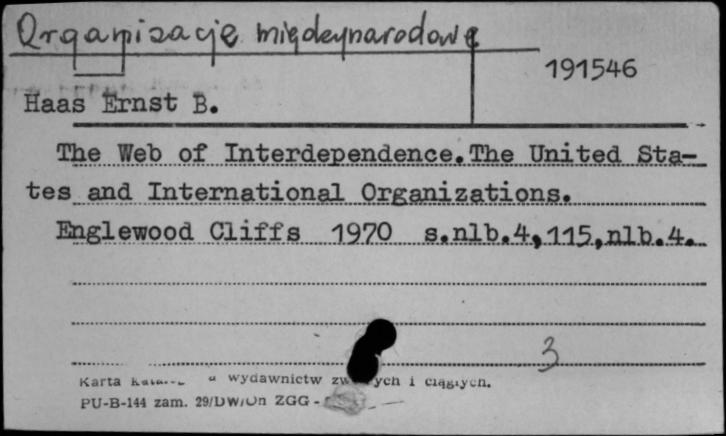 Organizacje międzynarodowe
191546
Haas Ernst B.
The Web of Interdependence.The United Sta-
tes and International Organizations.
Englewood Cliffs 1970 s.nlb.4,115,nlb.4.
3
Karta wydawnictw i ciągłych.
PU-B-144 zam. 29/DW/On ZGG -